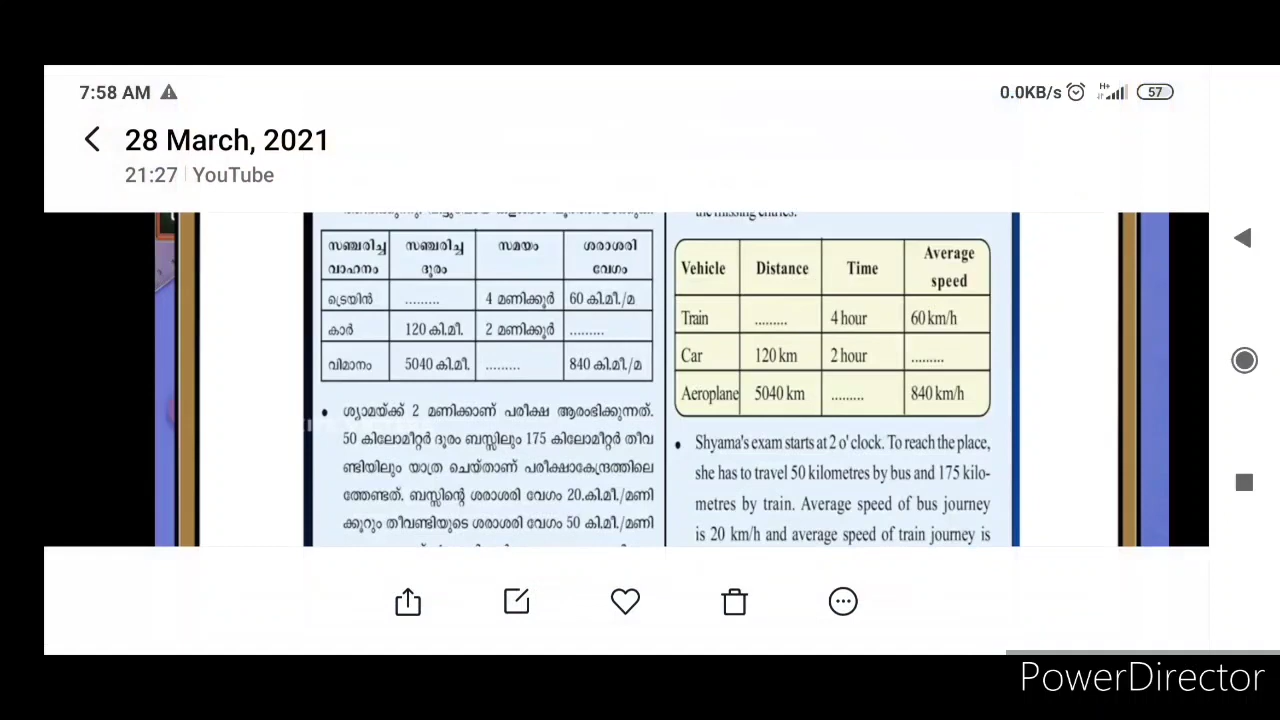 7:58 AM
0.0KB/s H+ 57
28 March, 2021
21:27 YouTube
the missing entries.
സഞ്ചരിച്ച വാഹനം സഞ്ചരിച്ച ദൂരം സമയം ശരാശരി വേഗം
ട്രെയിൻ ......... 4 മണിക്കൂർ 60 കി.മീ./മ
കാർ 120 കി.മീ. 2 മണിക്കൂർ .........
വിമാനം 5040 കി.മീ. ......... 840 കി.മീ./മ
• ശ്യാമയ്ക്ക് 2 മണിക്കാണ് പരീക്ഷ ആരംഭിക്കുന്നത്.
50 കിലോമീറ്റർ ദൂരം ബസ്സിലും 175 കിലോമീറ്റർ തീവ
ണ്ടിയിലും യാത്ര ചെയ്താണ് പരീക്ഷാകേന്ദ്രത്തിലെ
ത്തേണ്ടത്. ബസ്സിന്റെ ശരാശരി വേഗം 20.കി.മീ./മണി
ക്കൂറും തീവണ്ടിയുടെ ശരാശരി വേഗം 50 കി.മീ./മണി
Vehicle Distance Time Average speed
Train ......... 4 hour 60 km/h
Car 120 km 2 hour .........
Aeroplane 5040 km ......... 840 km/h
• Shyama's exam starts at 2 o' clock. To reach the place,
she has to travel 50 kilometres by bus and 175 kilo-
metres by train. Average speed of bus journey
is 20 km/h and average speed of train journey is
PowerDirector